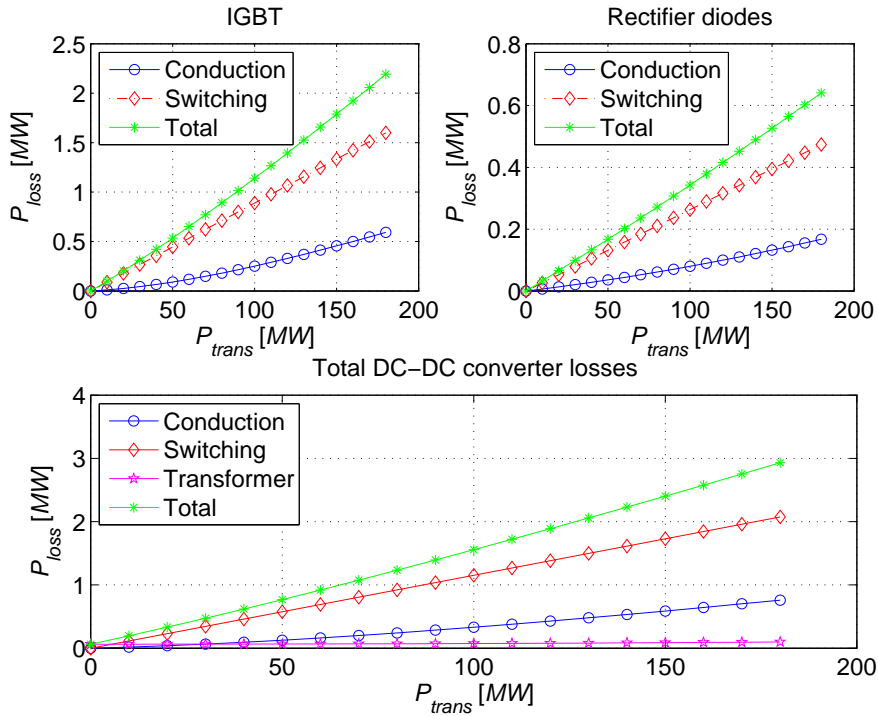 IGBT
2.5
2
1.5
1
0.5
0
0
50
100
150
200
P_loss [MW]
P_trans [MW]
Conduction
Switching
Total
Rectifier diodes
0.8
0.6
0.4
0.2
0
0
50
100
150
200
P_loss [MW]
P_trans [MW]
Conduction
Switching
Total
Total DC−DC converter losses
4
3
2
1
0
0
50
100
150
200
P_loss [MW]
P_trans [MW]
Conduction
Switching
Transformer
Total